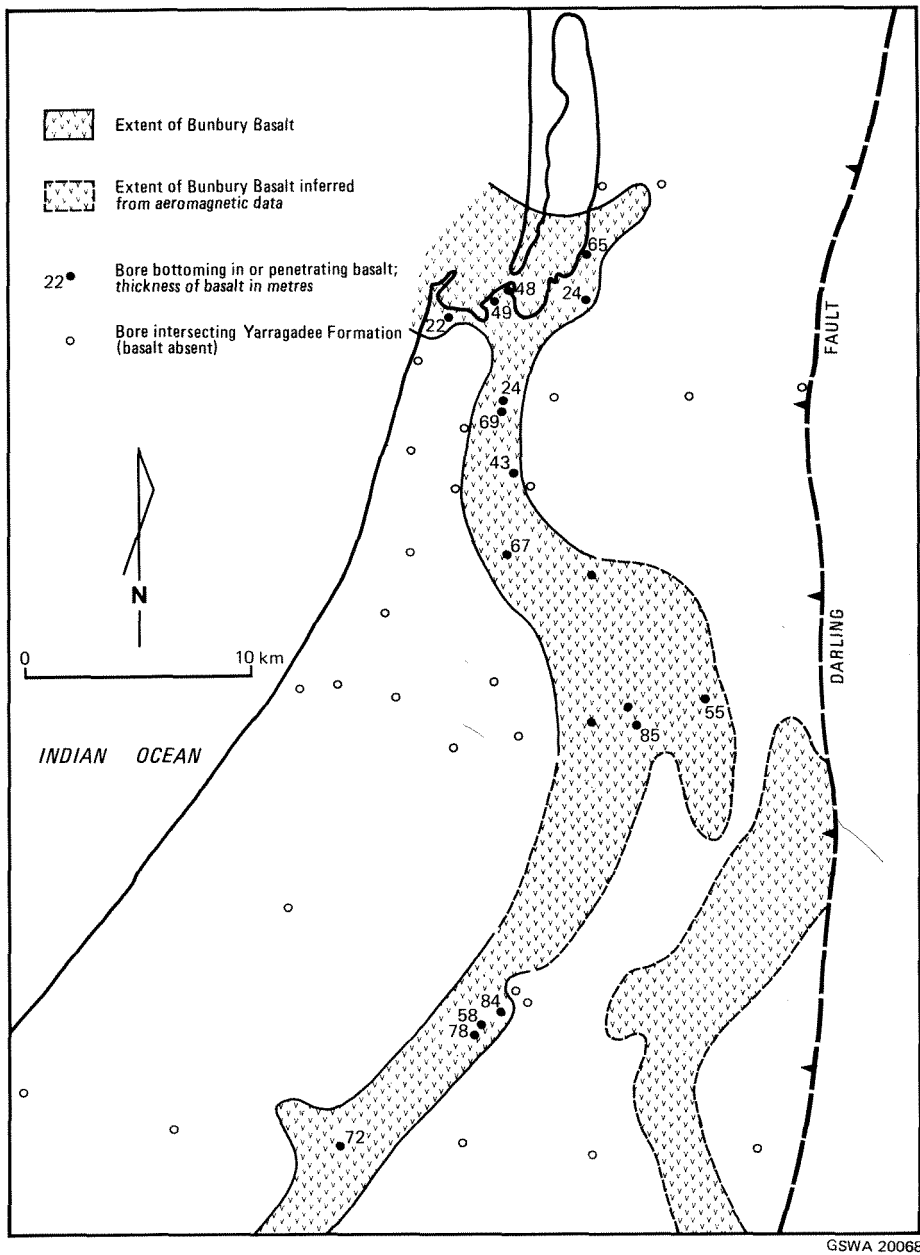 Extent of Bunbury Basalt
Extent of Bunbury Basalt inferred
from aeromagnetic data
22
Bore bottoming in or penetrating basalt;
thickness of basalt in metres
Bore intersecting Yarragadee Formation
(basalt absent)
65
48
24
49
22
24
69
43
67
FAULT
DARLING
N
0
10 km
55
85
INDIAN OCEAN
84
58
78
72
GSWA 20068